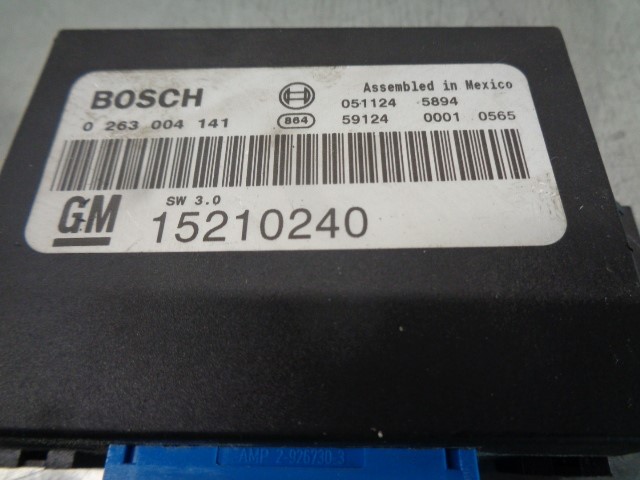 BOSCH
Assembled in Mexico
051124 5894
0 263 004 141
864
59124 0001 0565
SW 3.0
GM
15210240
AMP 2-926730-3